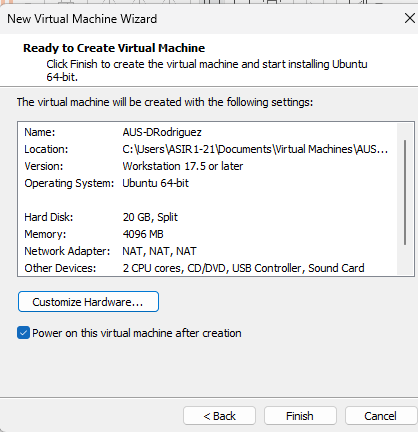 New Virtual Machine Wizard
Ready to Create Virtual Machine
Click Finish to create the virtual machine and start installing Ubuntu
64-bit.
The virtual machine will be created with the following settings:
Name: AUS-DRodriguez
Location: C:\Users\ASIR1-21\Documents\Virtual Machines\AUS...
Version: Workstation 17.5 or later
Operating System: Ubuntu 64-bit
Hard Disk: 20 GB, Split
Memory: 4096 MB
Network Adapter: NAT, NAT, NAT
Other Devices: 2 CPU cores, CD/DVD, USB Controller, Sound Card
Customize Hardware...
Power on this virtual machine after creation
< Back Finish Cancel